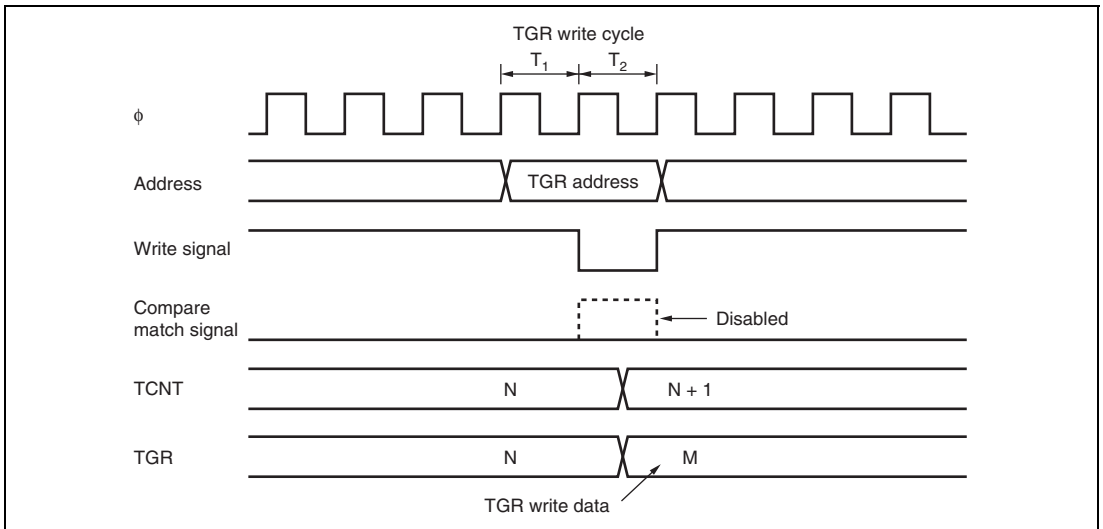 TGR write cycle
T₁ T₂
ϕ
Address
TGR address
Write signal
Compare
match signal
Disabled
TCNT
N
N + 1
TGR
N
M
TGR write data